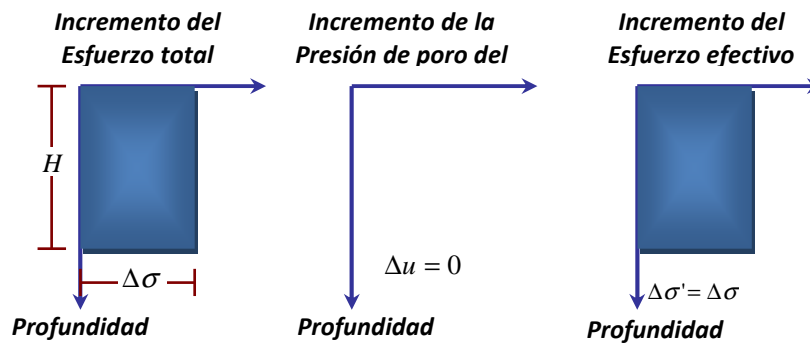 Incremento del
Esfuerzo total
Incremento de la
Presión de poro del
Incremento del
Esfuerzo efectivo
H
Δσ
Profundidad
Δu = 0
Profundidad
Δσ'= Δσ
Profundidad